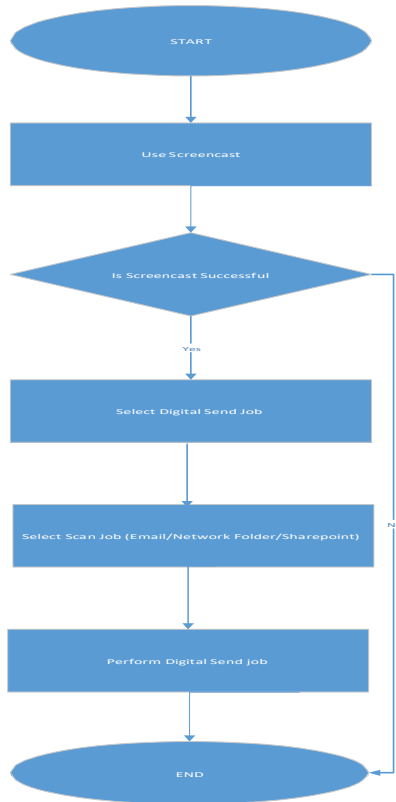 START
Use Screencast
Is Screencast Successful
Yes
Select Digital Send Job
Select Scan Job (Email/Network Folder/Sharepoint)
Perform Digital Send job
END